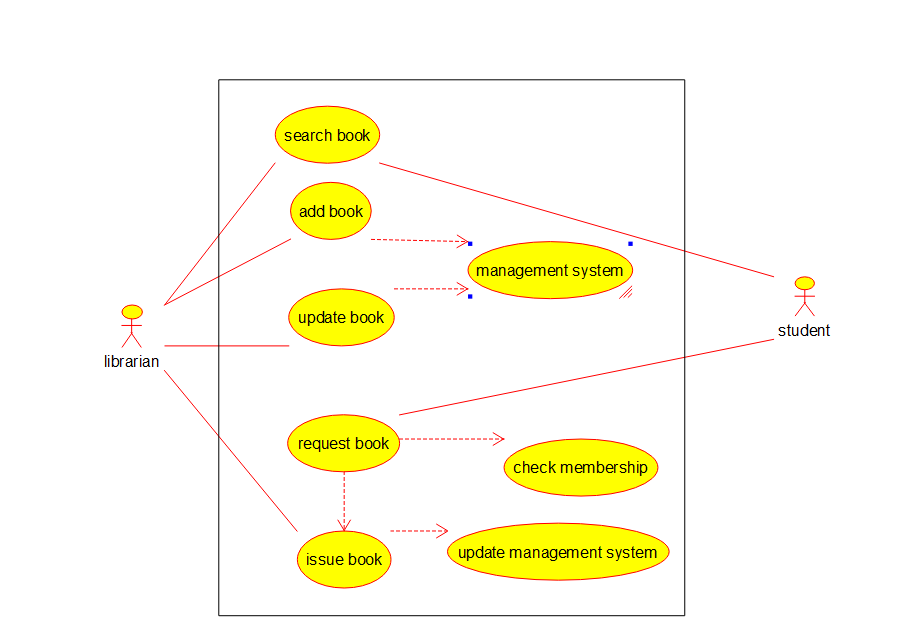 search book
add book
management system
update book
student
librarian
request book
check membership
update management system
issue book